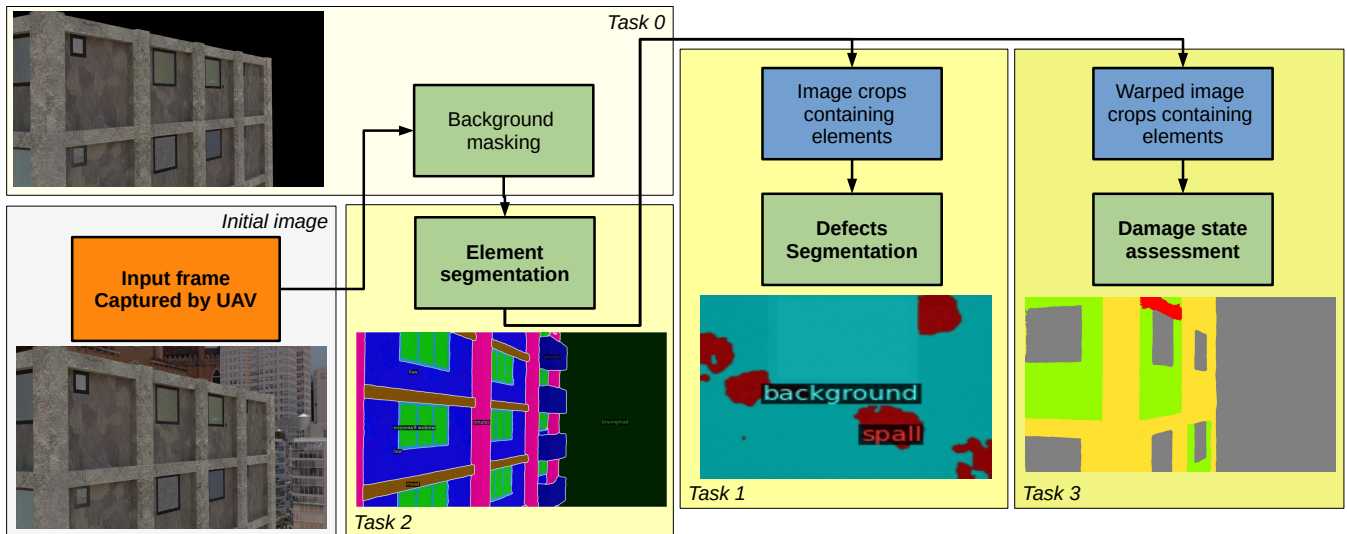 Task 0
Background
masking
Initial image
Input frame
Captured by UAV
Element
segmentation
Task 2
Image crops
containing
elements
Defects
Segmentation
background
spall
Task 1
Warped image
crops containing
elements
Damage state
assessment
Task 3